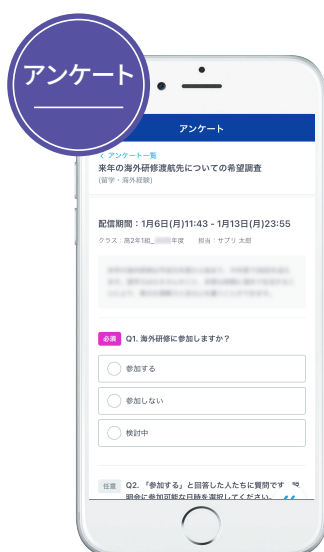 アンケート
アンケート
< アンケート一覧
来年の海外研修渡航先についての希望調査
(留学・海外経験)
配信期間：1月6日(月)11:43 - 1月13日(月)23:55
クラス：高2年1組_ 年度 担当：サプリ 太郎
必須 Q1. 海外研修に参加しますか？
参加する
参加しない
検討中
任意 Q2. 「参加する」と回答した人たちに質問です
明会に参加可能な日時を選択してください。